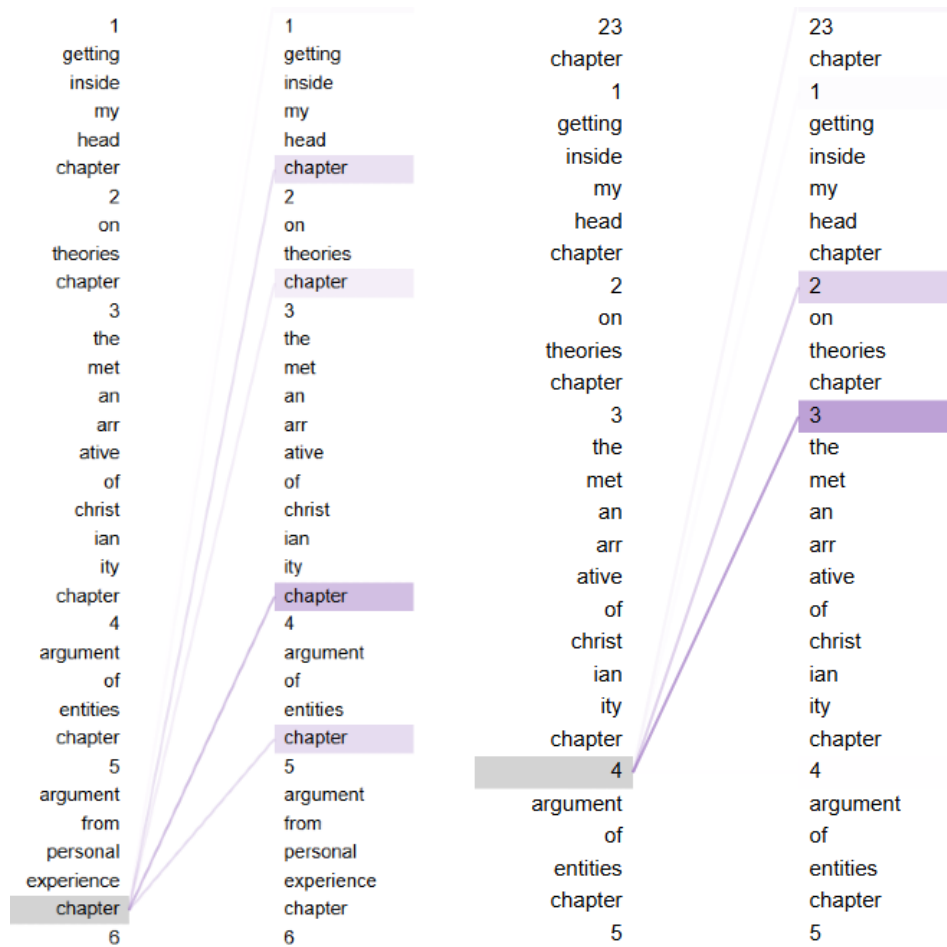 1 1
getting getting
inside inside
my my
head head
chapter chapter
2 2
on on
theories theories
chapter chapter
3 3
the the
met met
an an
arr arr
ative ative
of of
christ christ
ian ian
ity ity
chapter chapter
4 4
argument argument
of of
entities entities
chapter chapter
5 5
argument argument
from from
personal personal
experience experience
chapter chapter
6 6
23 23
chapter chapter
1 1
getting getting
inside inside
my my
head head
chapter chapter
2 2
on on
theories theories
chapter chapter
3 3
the the
met met
an an
arr arr
ative ative
of of
christ christ
ian ian
ity ity
chapter chapter
4 4
argument argument
of of
entities entities
chapter chapter
5 5